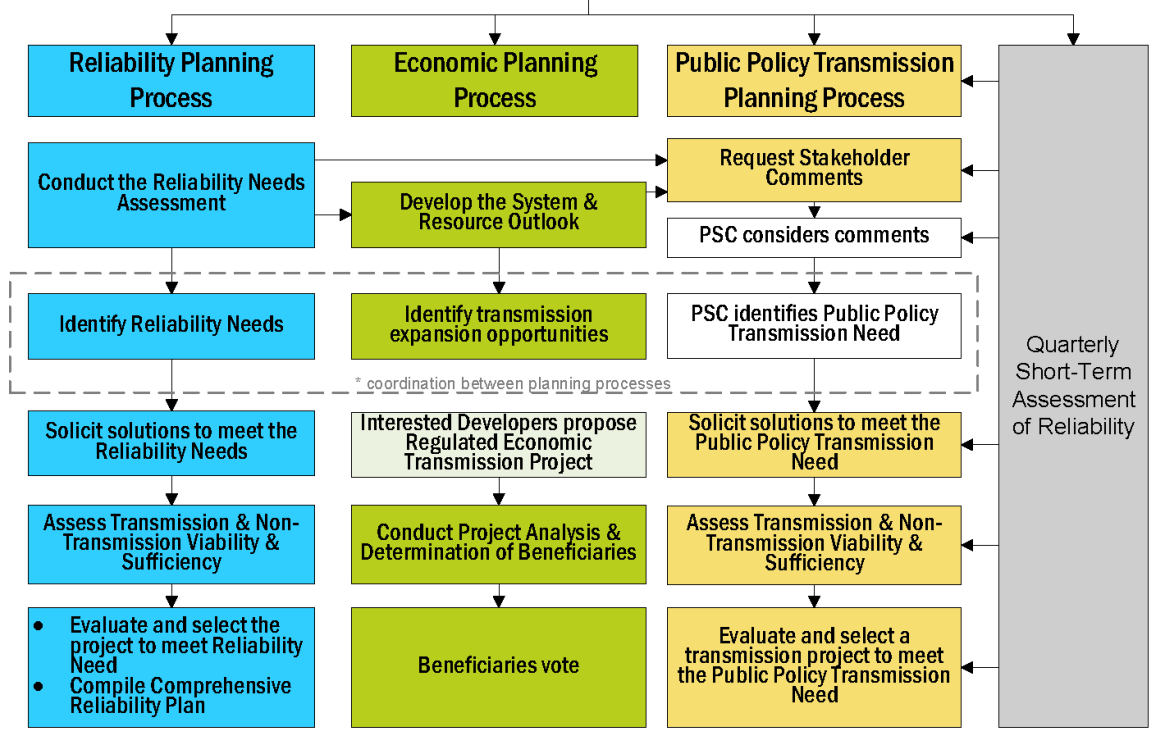 Reliability Planning
Process
Economic Planning
Process
Public Policy Transmission
Planning Process
Conduct the Reliability Needs
Assessment
Develop the System &
Resource Outlook
Request Stakeholder
Comments
PSC considers comments
Identify Reliability Needs
Identify transmission
expansion opportunities
PSC identifies Public Policy
Transmission Need
* coordination between planning processes
Quarterly
Short-Term
Assessment
of Reliability
Solicit solutions to meet the
Reliability Needs
Interested Developers propose
Regulated Economic
Transmission Project
Solicit solutions to meet the
Public Policy Transmission
Need
Assess Transmission & Non-
Transmission Viability &
Sufficiency
Conduct Project Analysis &
Determination of Beneficiaries
Assess Transmission & Non-
Transmission Viability &
Sufficiency
• Evaluate and select the
project to meet Reliability
Need
• Compile Comprehensive
Reliability Plan
Beneficiaries vote
Evaluate and select a
transmission project to meet
the Public Policy Transmission
Need